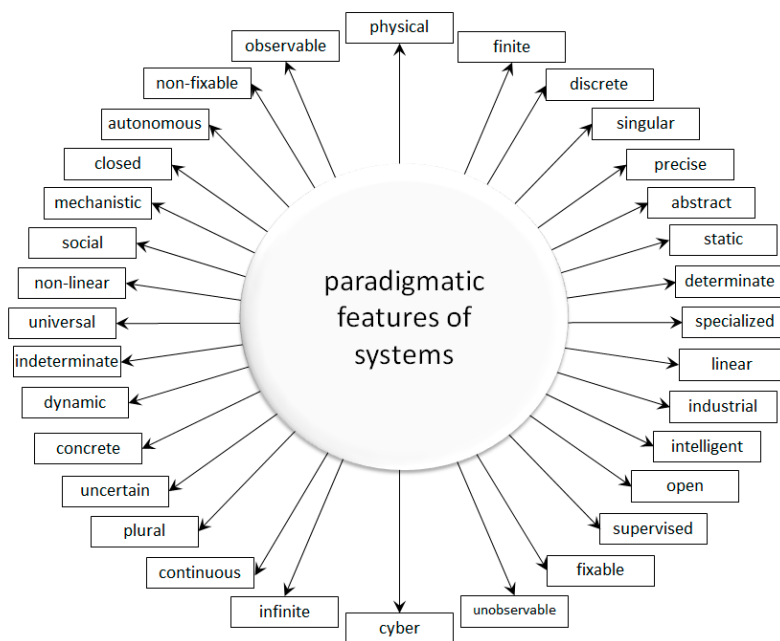 physical
observable
finite
non-fixable
discrete
autonomous
singular
closed
precise
mechanistic
abstract
social
static
non-linear
determinate
paradigmatic
features of
systems
universal
specialized
indeterminate
linear
dynamic
industrial
concrete
intelligent
uncertain
open
plural
supervised
continuous
fixable
infinite
unobservable
cyber